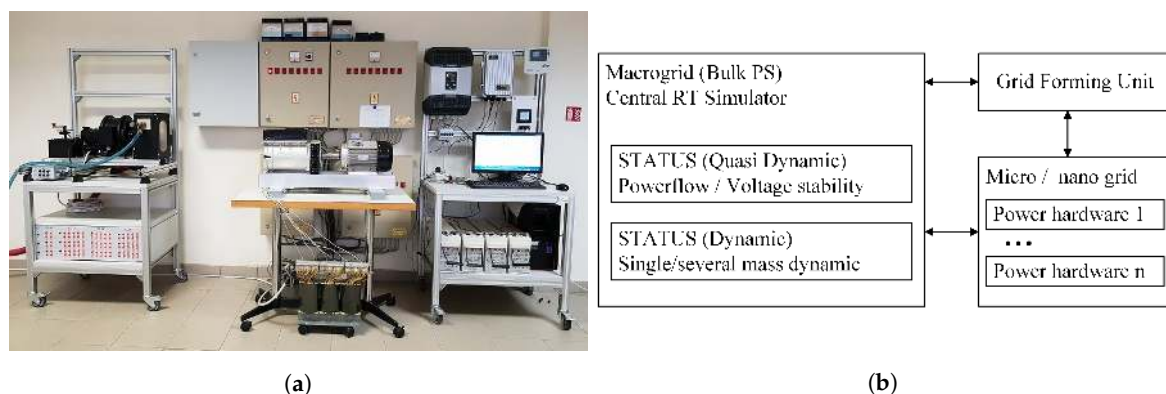 Macrogrid (Bulk PS)
Central RT Simulator
STATUS (Quasi Dynamic)
Powerflow / Voltage stability
STATUS (Dynamic)
Single/several mass dynamic
Grid Forming Unit
Micro / nano grid
Power hardware 1
•••
Power hardware n
(a)
(b)